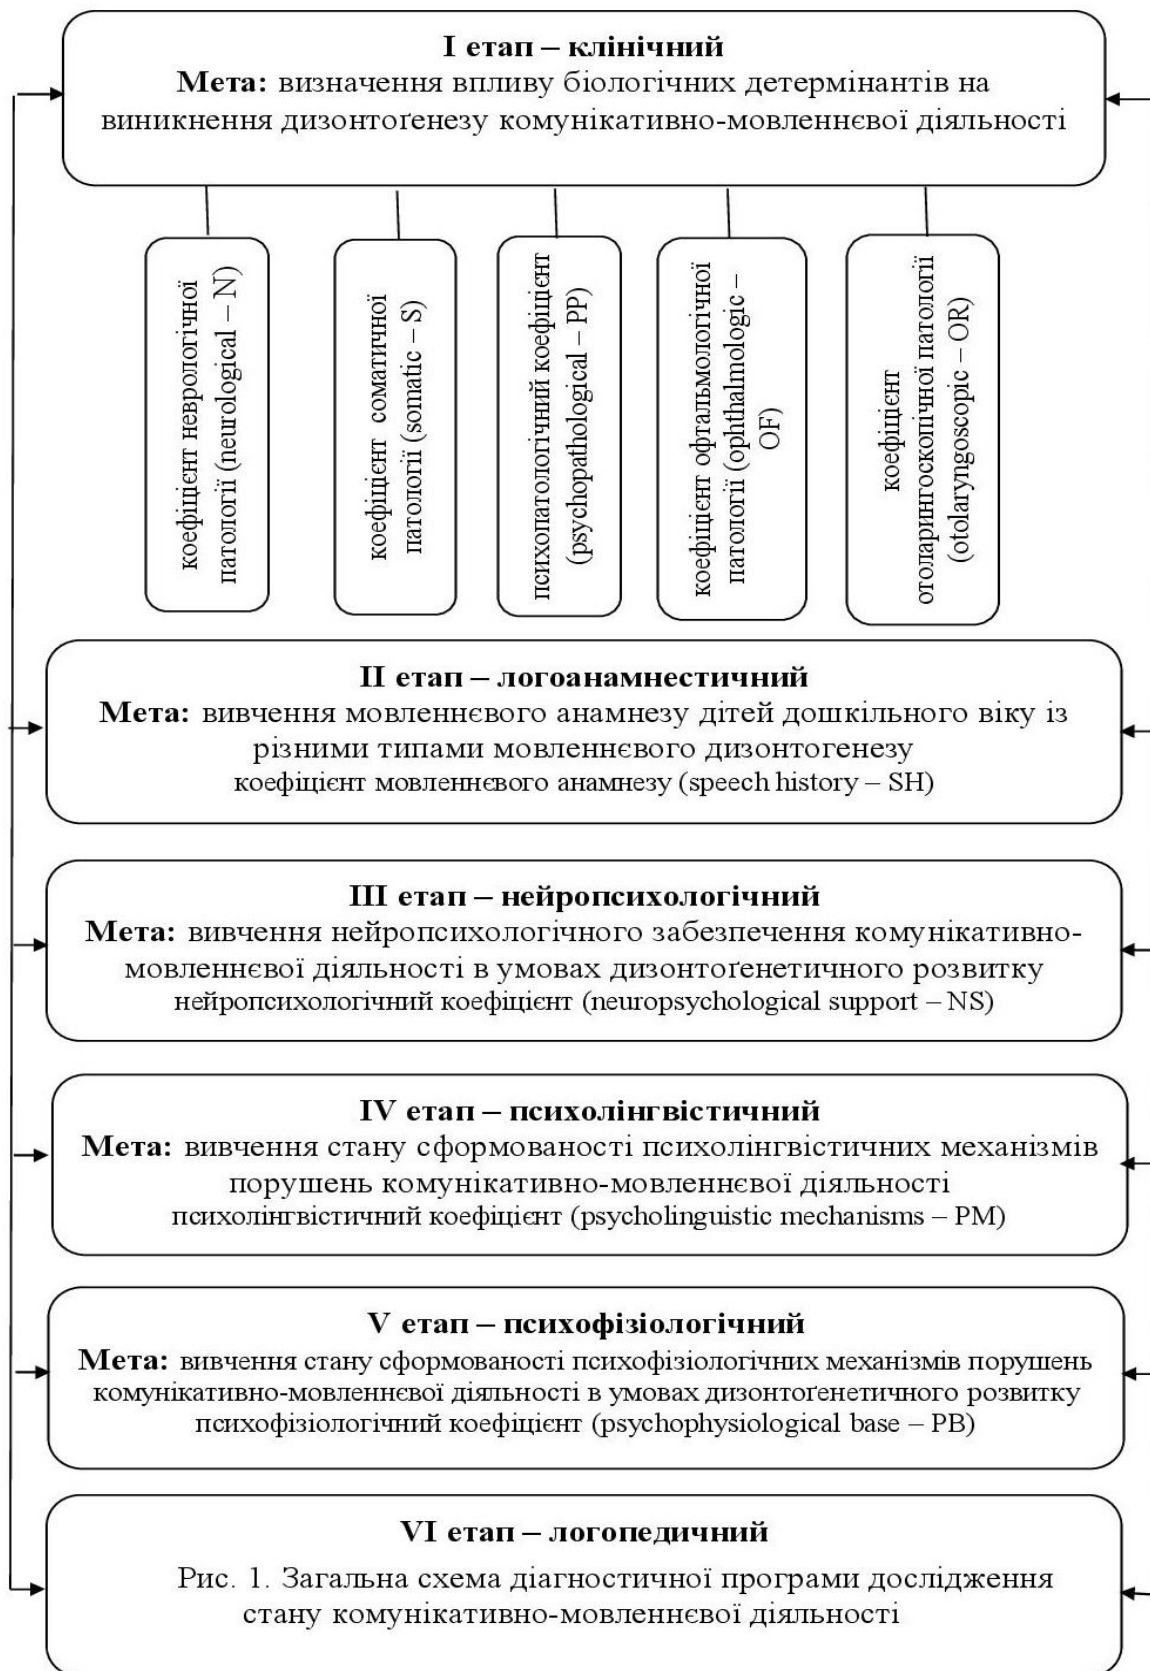 I етап – клінічний
Мета: визначення впливу біологічних детермінантів на
виникнення дизонтоґенезу комунікативно-мовленнєвої діяльності
коефіцієнт неврологічної
патології (neurological – N)
коефіцієнт соматичної
патології (somatic – S)
психопатологічний коефіцієнт
(psychopathological – PP)
коефіцієнт офтальмологічної
патології (ophthalmologic –
OF)
коефіцієнт
отоларингоскопічної патології
(otolaryngoscopic – OR)
II етап – логоанамнестичний
Мета: вивчення мовленнєвого анамнезу дітей дошкільного віку із
різними типами мовленнєвого дизонтогенезу
коефіцієнт мовленнєвого анамнезу (speech history – SH)
III етап – нейропсихологічний
Мета: вивчення нейропсихологічного забезпечення комунікативно-
мовленнєвої діяльності в умовах дизонтоґенетичного розвитку
нейропсихологічний коефіцієнт (neuropsychological support – NS)
IV етап – психолінгвістичний
Мета: вивчення стану сформованості психолінгвістичних механізмів
порушень комунікативно-мовленнєвої діяльності
психолінгвістичний коефіцієнт (psycholinguistic mechanisms – PM)
V етап – психофізіологічний
Мета: вивчення стану сформованості психофізіологічних механізмів порушень
комунікативно-мовленнєвої діяльності в умовах дизонтоґенетичного розвитку
психофізіологічний коефіцієнт (psychophysiological base – PB)
VI етап – логопедичний
Рис. 1. Загальна схема діагностичної програми дослідження
стану комунікативно-мовленнєвої діяльності